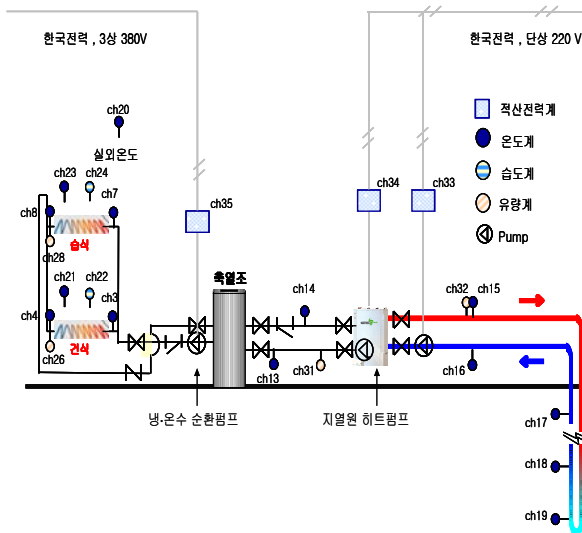 한국전력 , 3상 380V
한국전력 , 단상 220 V
ch20
실외온도
적산전력계
온도계
습도계
유량계
Pump
ch23
ch24
ch7
ch8
습식
ch28
ch35
ch34
ch33
ch21
ch22
ch3
ch4
건식
ch26
축열조
ch14
ch32
ch15
ch13
ch31
ch16
냉·온수 순환펌프
지열원 히트펌프
ch17
ch18
ch19